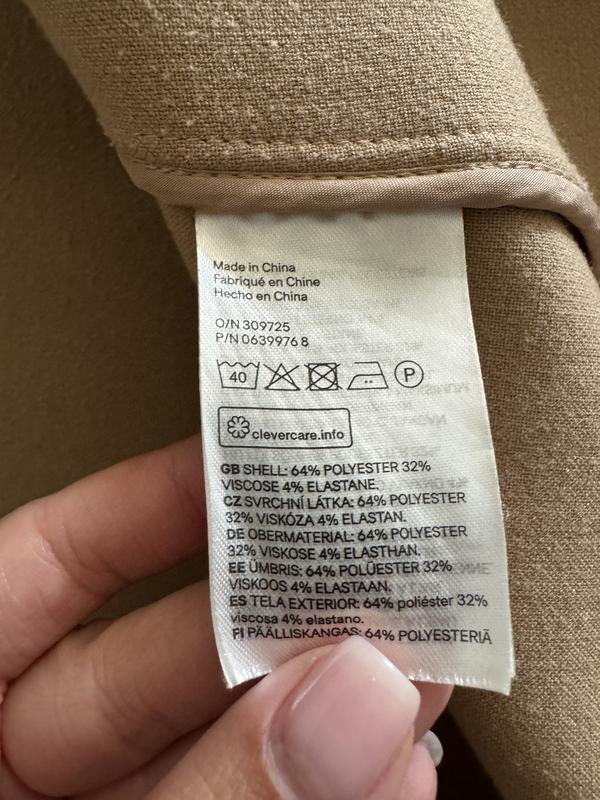 Made in China
Fabriqué en Chine
Hecho en China
O/N 309725
P/N 0639976 8
40
P
clevercare.info
GB SHELL: 64% POLYESTER 32%
VISCOSE 4% ELASTANE.
CZ SVRCHNÍ LÁTKA: 64% POLYESTER
32% VISKÓZA 4% ELASTAN.
DE OBERMATERIAL: 64% POLYESTER
32% VISKOSE 4% ELASTHAN.
EE ÜMBRIS: 64% POLÜESTER 32%
VISKOOS 4% ELASTAAN.
ES TELA EXTERIOR: 64% poliéster 32%
viscosa 4% elastano.
FI PÄÄLLISKANGAS: 64% POLYESTERIÄ